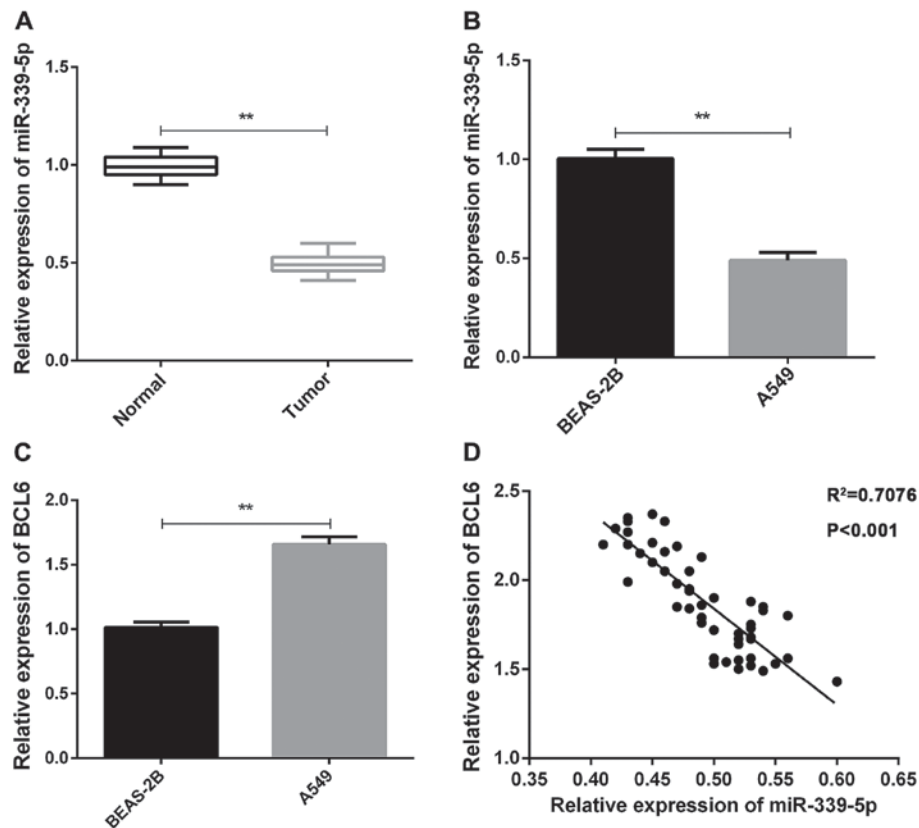 A
Relative expression of miR-339-5p
1.5
1.0
0.5
0.0
**
Normal
Tumor
B
Relative expression of miR-339-5p
1.5
1.0
0.5
0.0
**
BEAS-2B
A549
C
Relative expression of BCL6
2.0
1.5
1.0
0.5
0.0
**
BEAS-2B
A549
D
Relative expression of BCL6
2.5
2.0
1.5
1.0
R²=0.7076
P<0.001
0.35 0.40 0.45 0.50 0.55 0.60 0.65
Relative expression of miR-339-5p